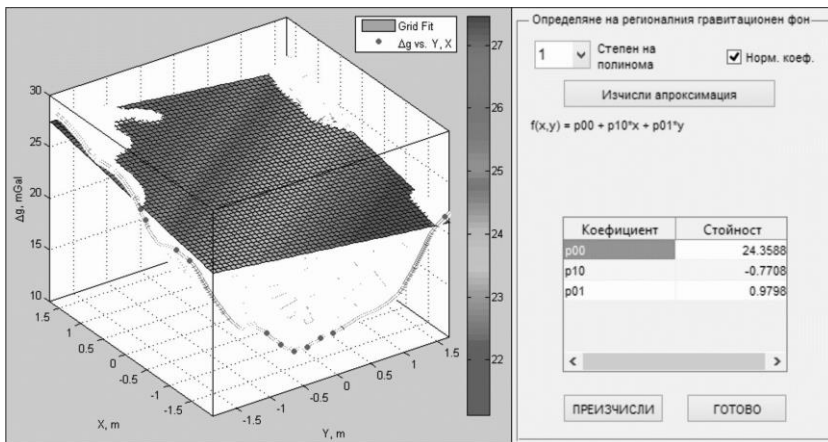 Grid Fit
Δg vs. Y, X
30
25
20
15
10
Δg, mGal
1.5
1
0.5
0
-0.5
-1
-1.5
X, m
-1.5
-1
-0.5
0
0.5
1
1.5
Y, m
27
26
25
24
23
22
Определяне на регионалния гравитационен фон
1
Степен на
полинома
Норм. коеф.
Изчисли апроксимация
f(x,y) = p00 + p10*x + p01*y
Коефициент Стойност
p00 24.3588
p10 -0.7708
p01 0.9798
ПРЕИЗЧИСЛИ ГОТОВО